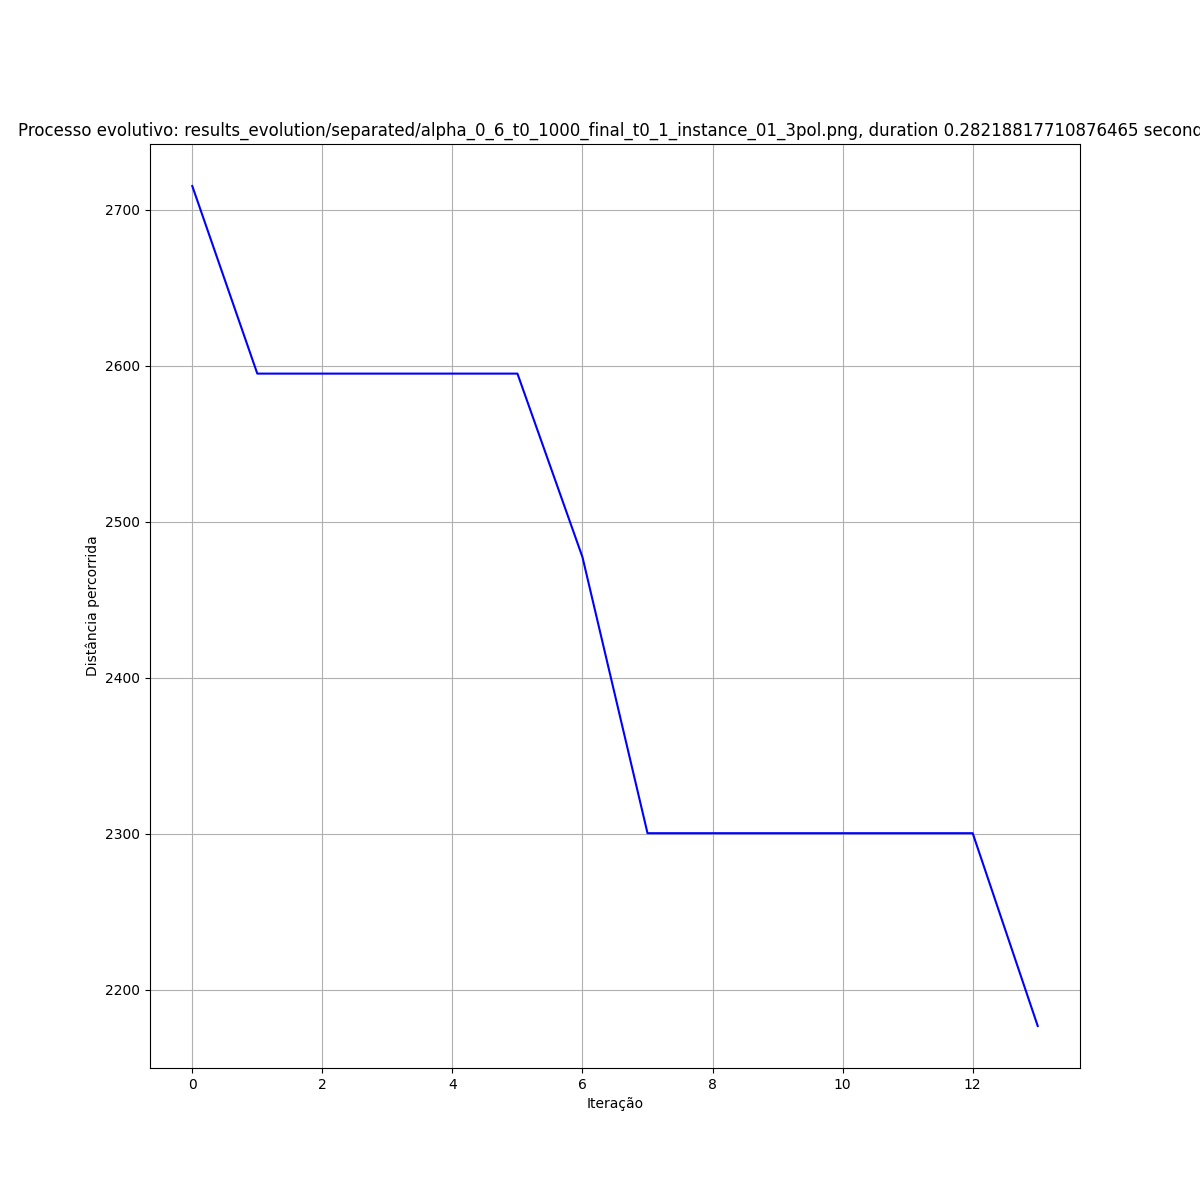 Processo evolutivo: results_evolution/separated/alpha_0_6_t0_1000_final_t0_1_instance_01_3pol.png, duration 0.28218817710876465 second
2700
2600
2500
2400
2300
2200
Distância percorrida
0 2 4 6 8 10 12
Iteração